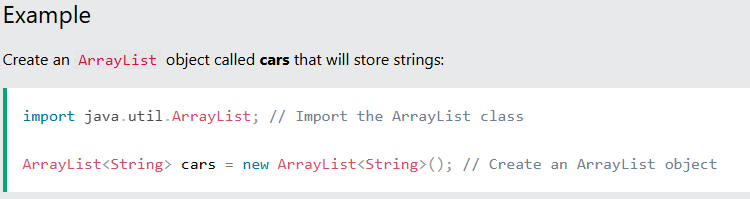 Example
Create an ArrayList object called cars that will store strings:
import java.util.ArrayList; // Import the ArrayList class
ArrayList<String> cars = new ArrayList<String>(); // Create an ArrayList object